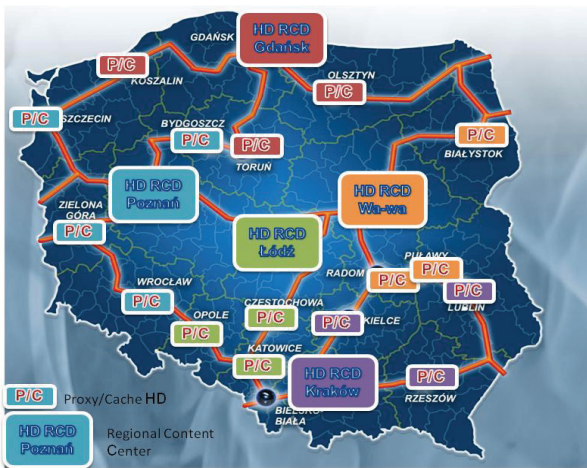 GDAŃSK
HD RCD
Gdańsk
P/C
KOSZALIN
OLSZTYN
P/C
P/C
SZCZECIN
BYDGOSZCZ
P/C
P/C
TORUŃ
P/C
BIAŁYSTOK
HD RCD
Poznań
HD RCD
Wa-wa
ZIELONA
GÓRA
P/C
HD RCD
Łódź
PUŁAWY
P/C
RADOM
P/C
P/C
LUBLIN
WROCŁAW
P/C
OPOLE
P/C
CZĘSTOCHOWA
P/C
P/C
KIELCE
KATOWICE
P/C
HD RCD
Kraków
P/C
RZESZÓW
BIELSKO
BIAŁA
P/C
Proxy/Cache HD
HD RCD
Poznań
Regional Content
Center